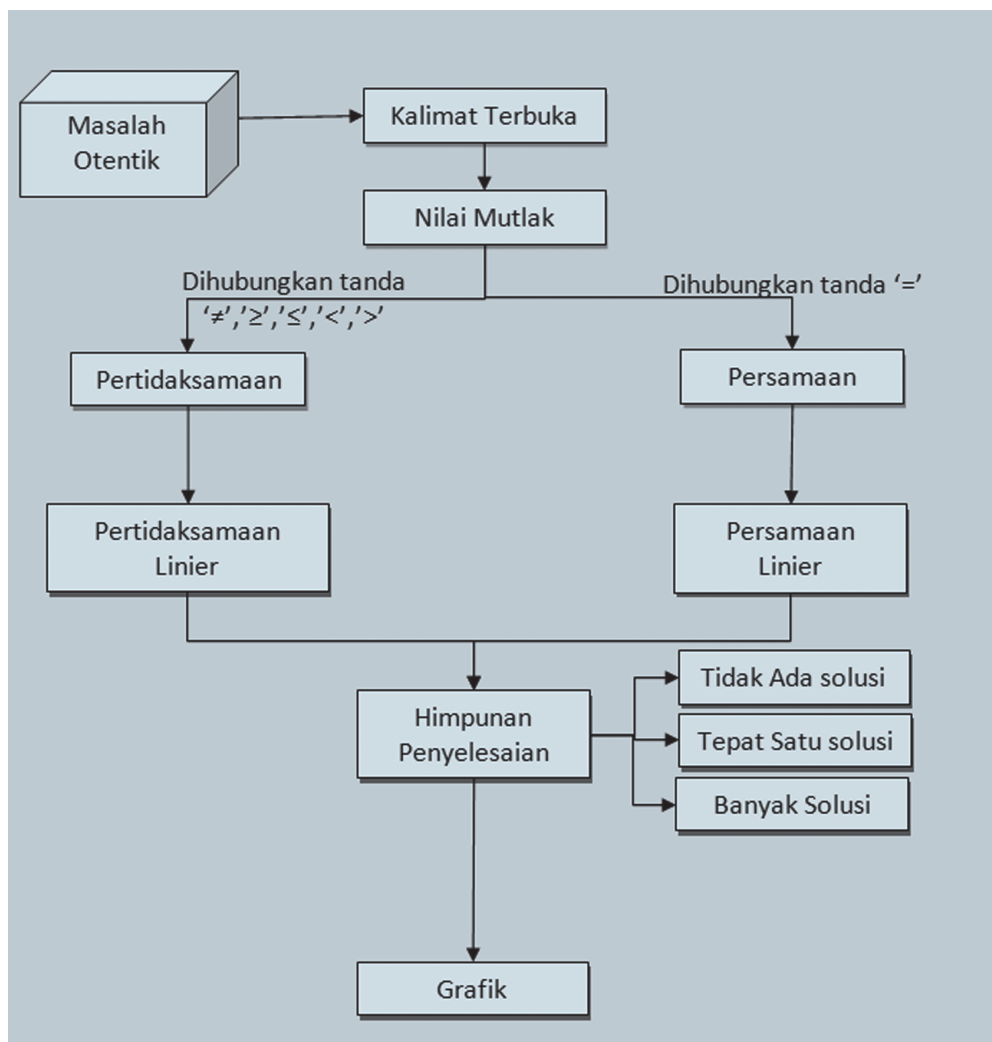 Masalah
Otentik
Kalimat Terbuka
Nilai Mutlak
Dihubungkan tanda
‘≠’,’≥’,’≤’,’<’,’>’
Dihubungkan tanda ‘=’
Pertidaksamaan
Persamaan
Pertidaksamaan
Linier
Persamaan
Linier
Himpunan
Penyelesaian
Tidak Ada solusi
Tepat Satu solusi
Banyak Solusi
Grafik